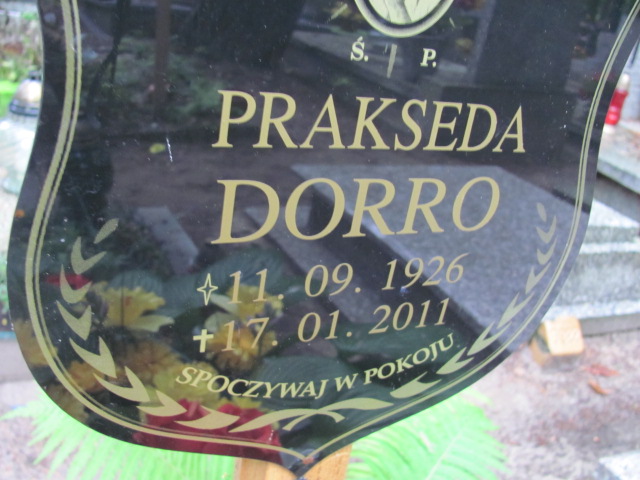 Ś. P.
PRAKSEDA
DORRO
11. 09. 1926
✝17. 01. 2011
SPOCZYWAJ W POKOJU